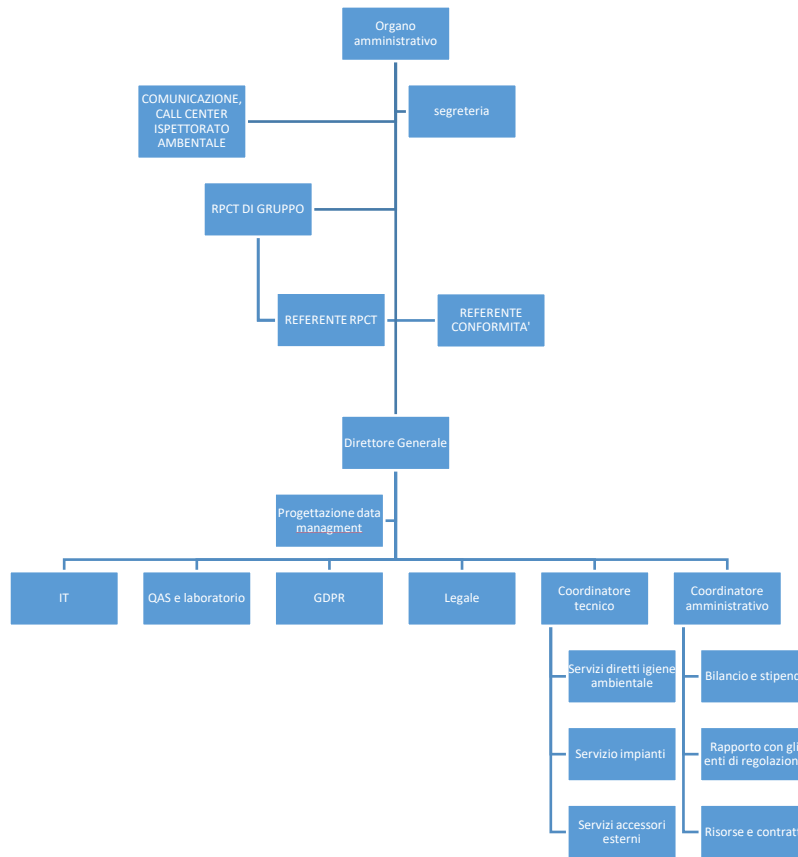 Organo
amministrativo
COMUNICAZIONE,
CALL CENTER
ISPETTORATO
AMBENTALE
segreteria
RPCT DI GRUPPO
REFERENTE RPCT
REFERENTE
CONFORMITA'
Direttore Generale
Progettazione data
managment
IT
QAS e laboratorio
GDPR
Legale
Coordinatore
tecnico
Coordinatore
amministrativo
Servizi diretti igiene
ambientale
Bilancio e stipend
Servizio impianti
Rapporto con gli
enti di regolazion
Servizi accessori
esterni
Risorse e contratt